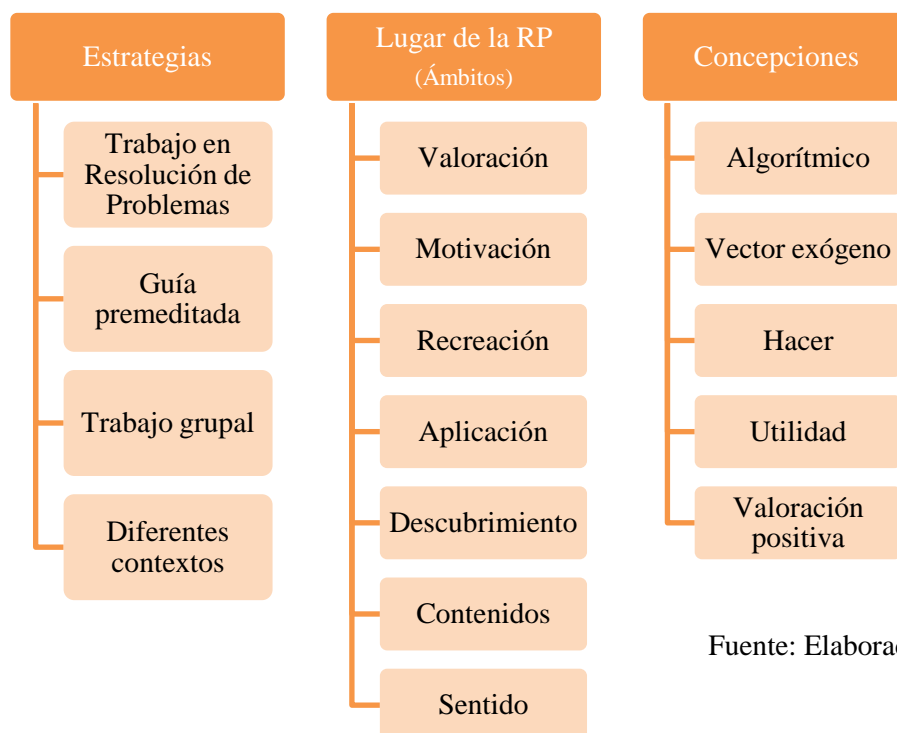 Estrategias
Trabajo en
Resolución de
Problemas
Guía
premeditada
Trabajo grupal
Diferentes
contextos
Lugar de la RP
(Ámbitos)
Valoración
Motivación
Recreación
Aplicación
Descubrimiento
Contenidos
Sentido
Concepciones
Algorítmico
Vector exógeno
Hacer
Utilidad
Valoración
positiva
Fuente: